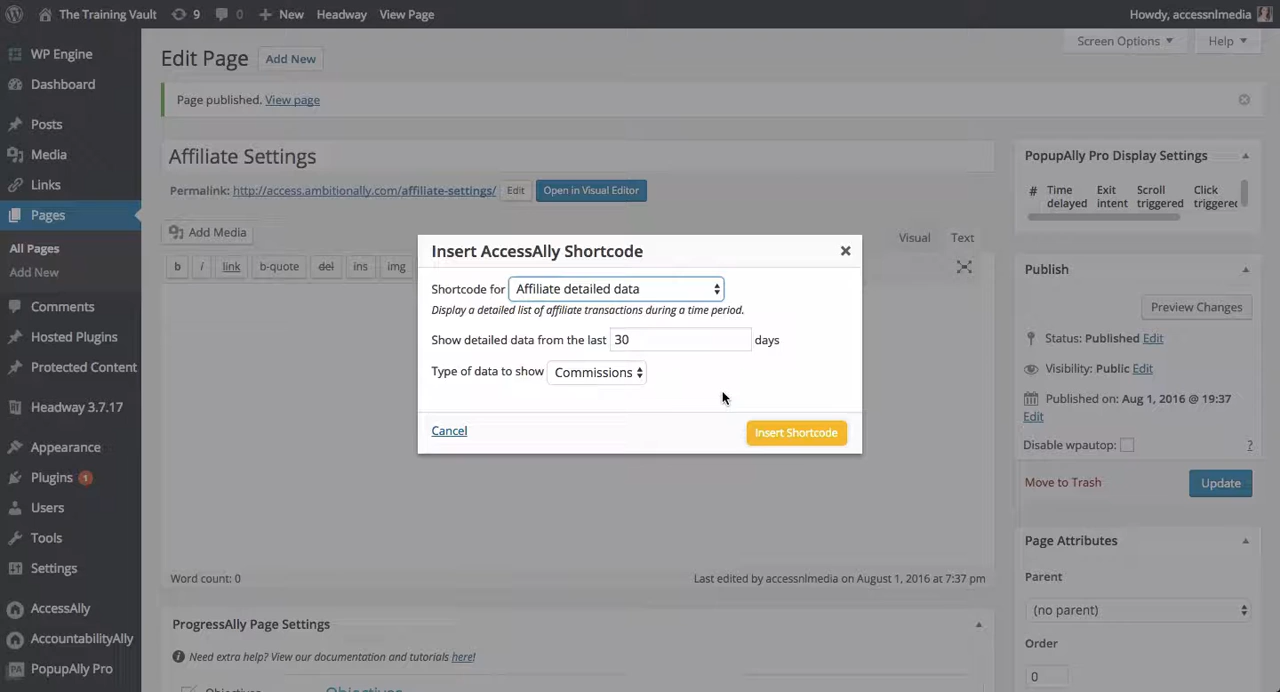 The Training Vault 9 0 New Headway View Page Howdy, accessnlmedia
WP Engine
Dashboard
Posts
Media
Links
Pages
All Pages
Add New
Comments
Hosted Plugins
Protected Content
Headway 3.7.17
Appearance
Plugins 1
Users
Tools
Settings
AccessAlly
AccountabilityAlly
PA PopupAlly Pro
Screen Options Help
Edit Page Add New
Page published. View page
Affiliate Settings
Permalink: http://access.ambitionally.com/affiliate-settings/ Edit Open in Visual Editor
Add Media Visual Text
b i link b-quote del ins img
Insert AccessAlly Shortcode
Shortcode for Affiliate detailed data
Display a detailed list of affiliate transactions during a time period.
Show detailed data from the last 30 days
Type of data to show Commissions
Cancel Insert Shortcode
Word count: 0 Last edited by accessnlmedia on August 1, 2016 at 7:37 pm
ProgressAlly Page Settings
Need extra help? View our documentation and tutorials here!
Objectives Objectives
PopupAlly Pro Display Settings
# Time Exit Scroll Click
delayed intent triggered triggered
Publish
Preview Changes
Status: Published Edit
Visibility: Public Edit
Published on: Aug 1, 2016 @ 19:37
Edit
Disable wpautop: ?
Move to Trash Update
Page Attributes
Parent
(no parent)
Order
0